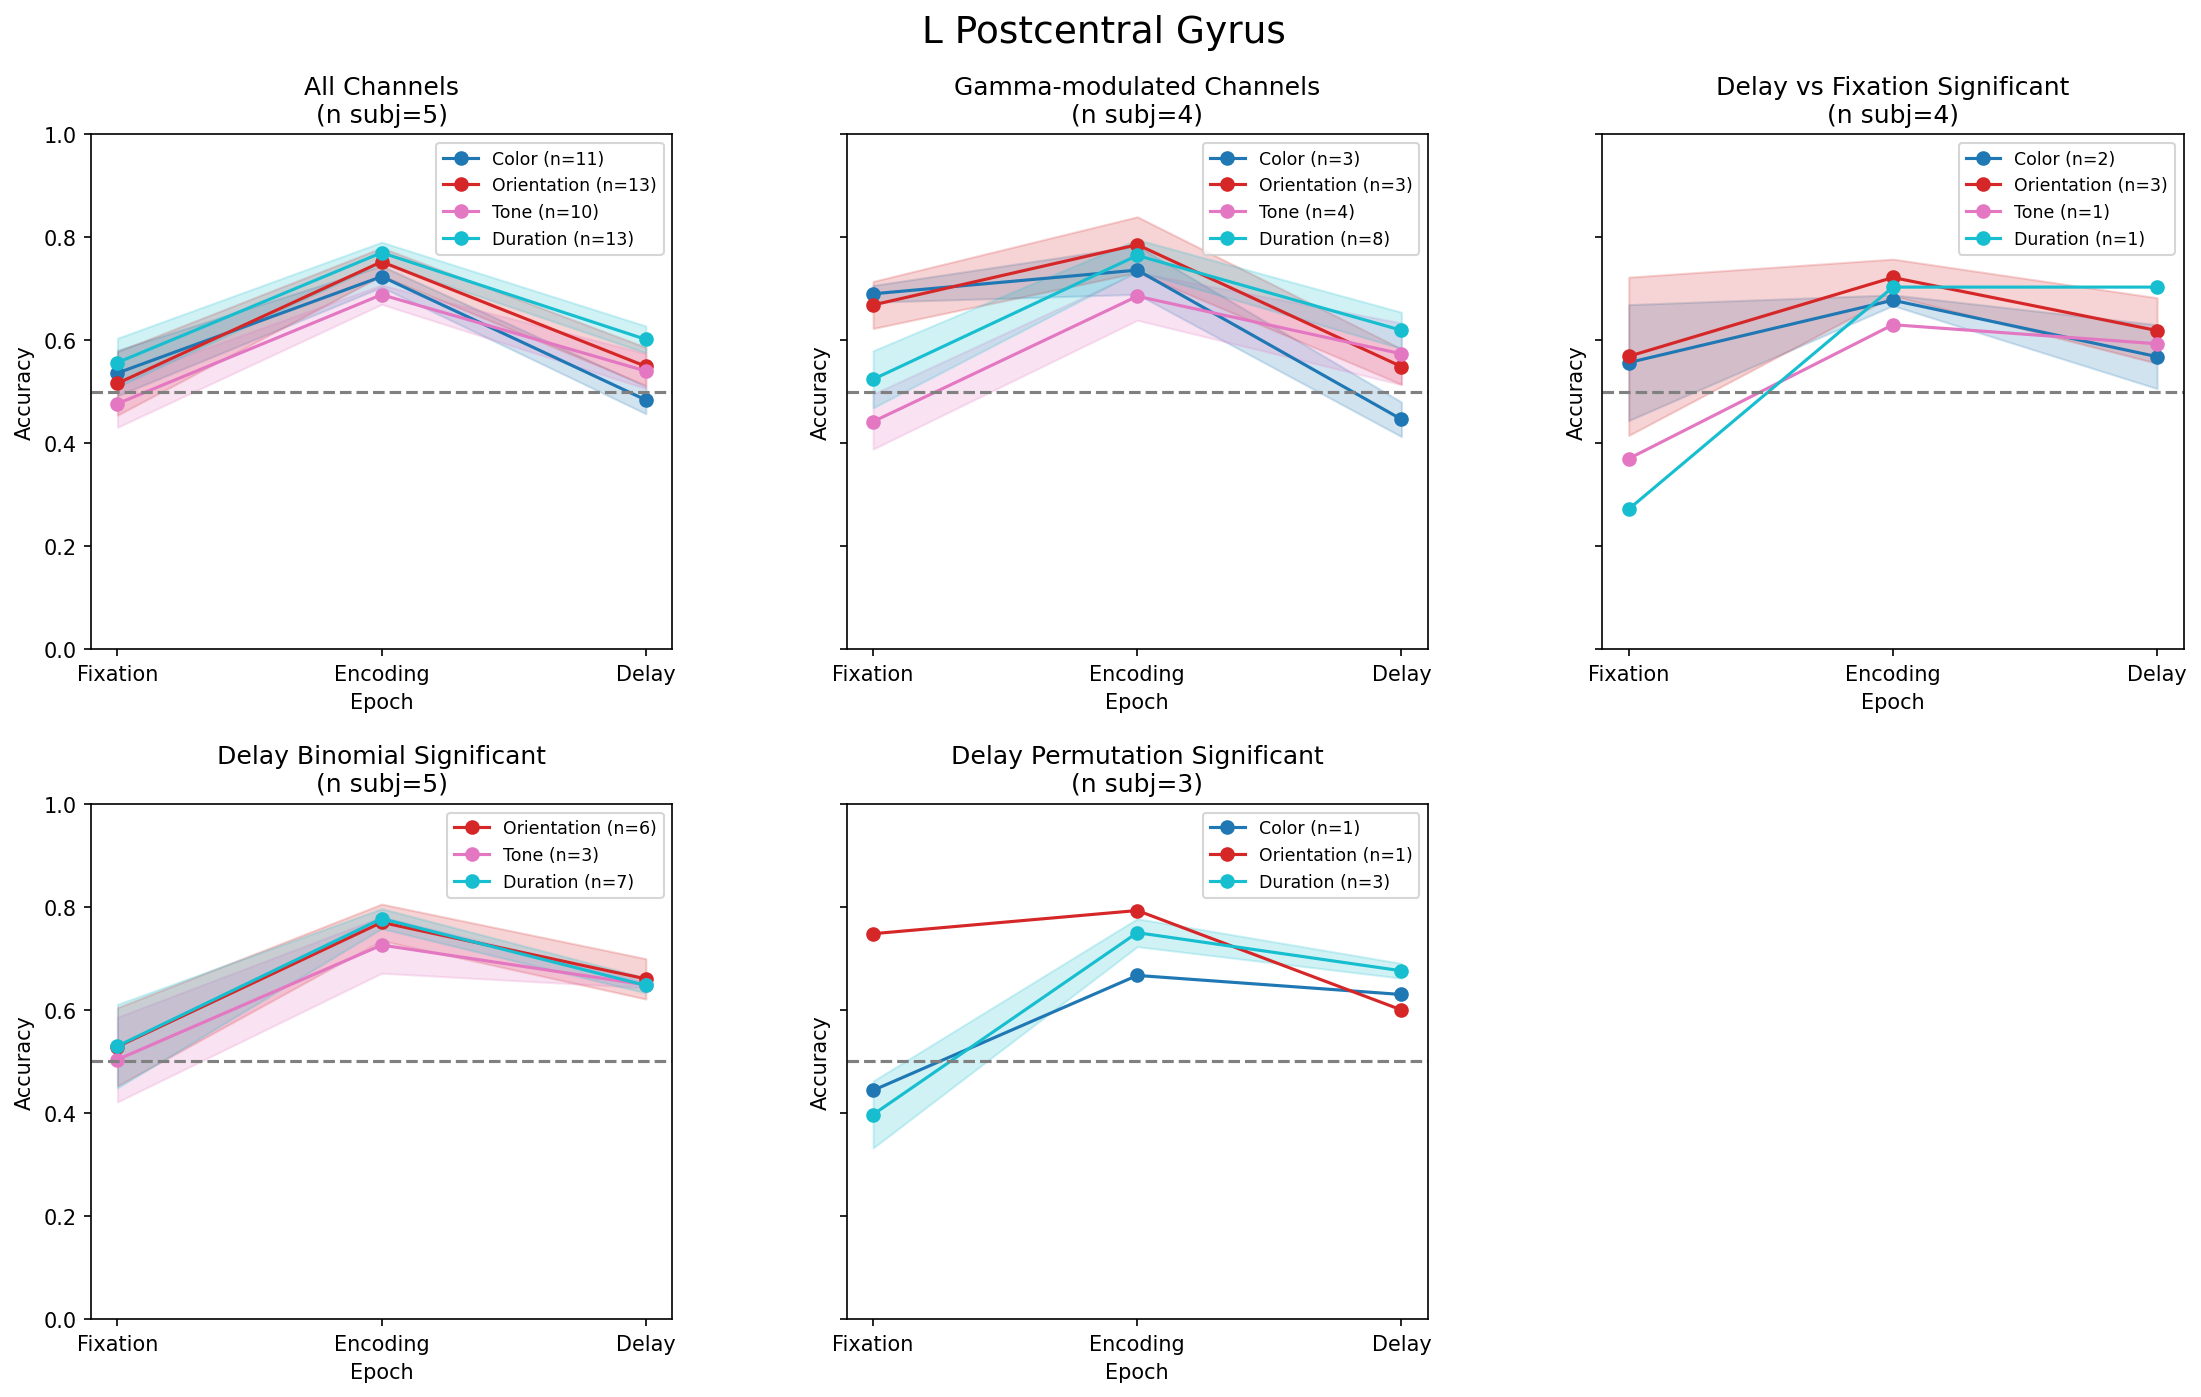 L Postcentral Gyrus
All Channels
(n subj=5)
Accuracy
1.0
0.8
0.6
0.4
0.2
0.0
Color (n=11)
Orientation (n=13)
Tone (n=10)
Duration (n=13)
Fixation
Encoding
Delay
Epoch
Gamma-modulated Channels
(n subj=4)
Accuracy
Color (n=3)
Orientation (n=3)
Tone (n=4)
Duration (n=8)
Fixation
Encoding
Delay
Epoch
Delay vs Fixation Significant
(n subj=4)
Accuracy
Color (n=2)
Orientation (n=3)
Tone (n=1)
Duration (n=1)
Fixation
Encoding
Delay
Epoch
Delay Binomial Significant
(n subj=5)
Accuracy
1.0
0.8
0.6
0.4
0.2
0.0
Orientation (n=6)
Tone (n=3)
Duration (n=7)
Fixation
Encoding
Delay
Epoch
Delay Permutation Significant
(n subj=3)
Accuracy
Color (n=1)
Orientation (n=1)
Duration (n=3)
Fixation
Encoding
Delay
Epoch